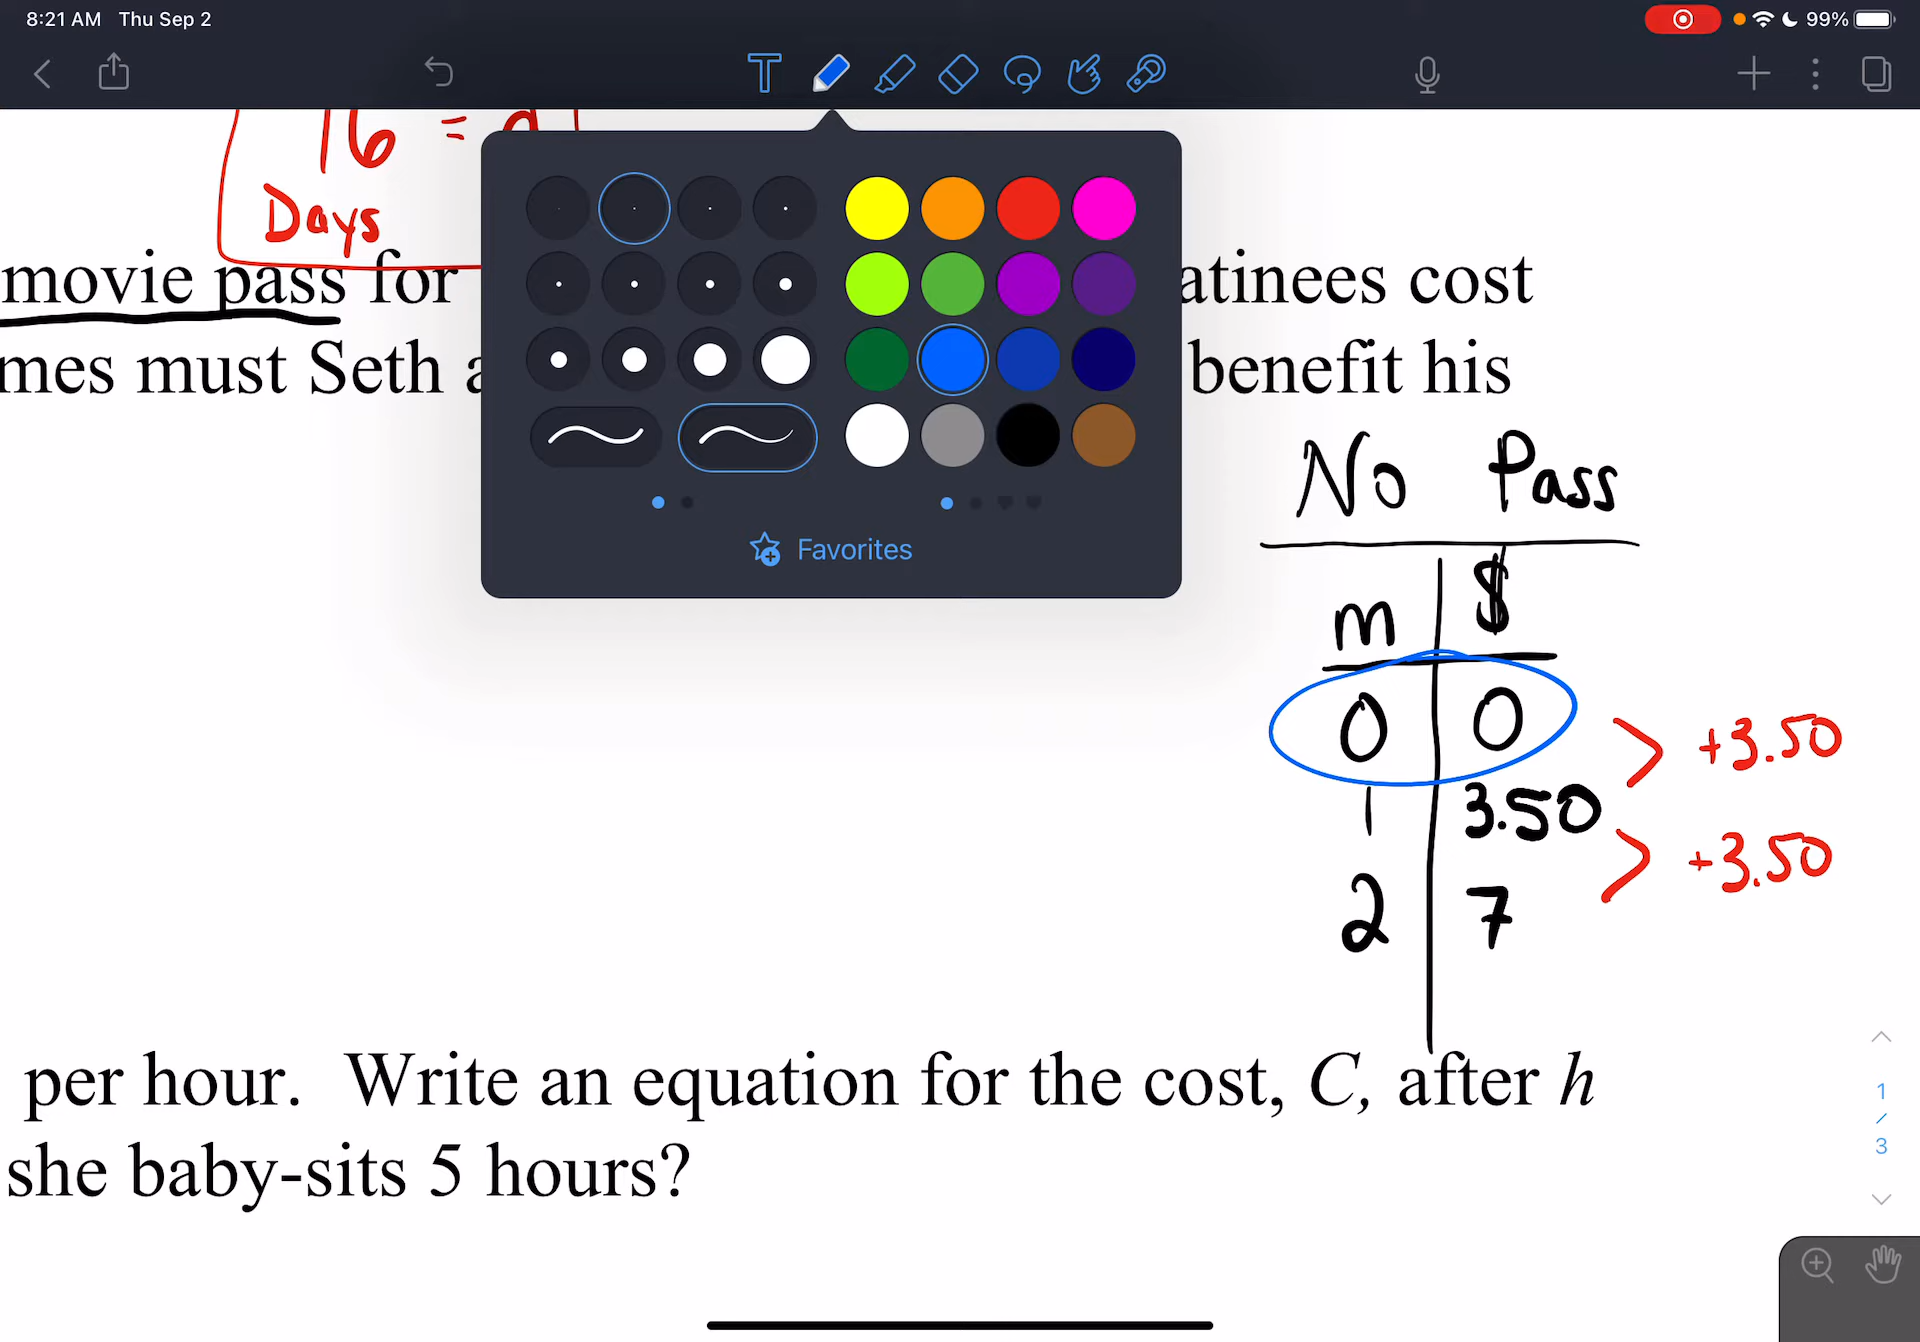 8:21 AM Thu Sep 2
99%
T
16 =
Days
movie pass for
atinees cost
mes must Seth a
benefit his
Favorites
No Pass
m $
0 0
+3.50
1 3.50
+3.50
2 7
per hour. Write an equation for the cost, C, after h
she baby-sits 5 hours?
1
/
3